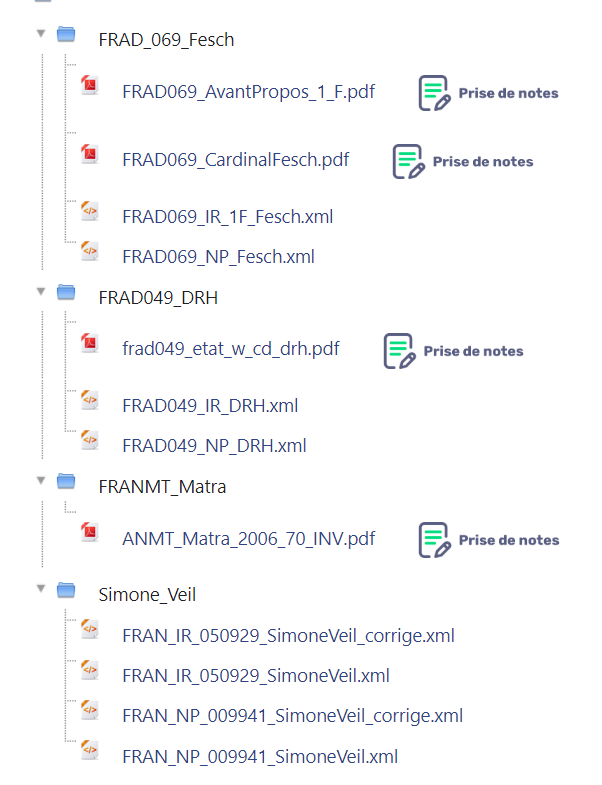 FRAD_069_Fesch
FRAD069_AvantPropos_1_F.pdf Prise de notes
FRAD069_CardinalFesch.pdf Prise de notes
FRAD069_IR_1F_Fesch.xml
FRAD069_NP_Fesch.xml
FRAD049_DRH
frad049_etat_w_cd_drh.pdf Prise de notes
FRAD049_IR_DRH.xml
FRAD049_NP_DRH.xml
FRANMT_Matra
ANMT_Matra_2006_70_INV.pdf Prise de notes
Simone_Veil
FRAN_IR_050929_SimoneVeil_corrige.xml
FRAN_IR_050929_SimoneVeil.xml
FRAN_NP_009941_SimoneVeil_corrige.xml
FRAN_NP_009941_SimoneVeil.xml